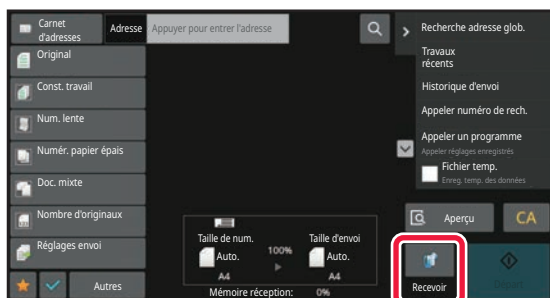 Carnet
d'adresses
Adresse
Appuyer pour entrer l'adresse
Original
Const. travail
Num. lente
Numér. papier
épais
Doc. mixte
Nombre d'originaux
Réglages envoi
Autres
Taille de num.
100%
Taille d'envoi
Auto.
Auto.
A4
A4
Mémoire réception:
0%
Recherche adresse glob.
Travaux
récents
Historique d'envoi
Appeler numéro de rech.
Appeler un programme
Appeler réglages enregistrés
Fichier temp.
Enreg. temp. des données
Aperçu
CA
Recevoir
Départ